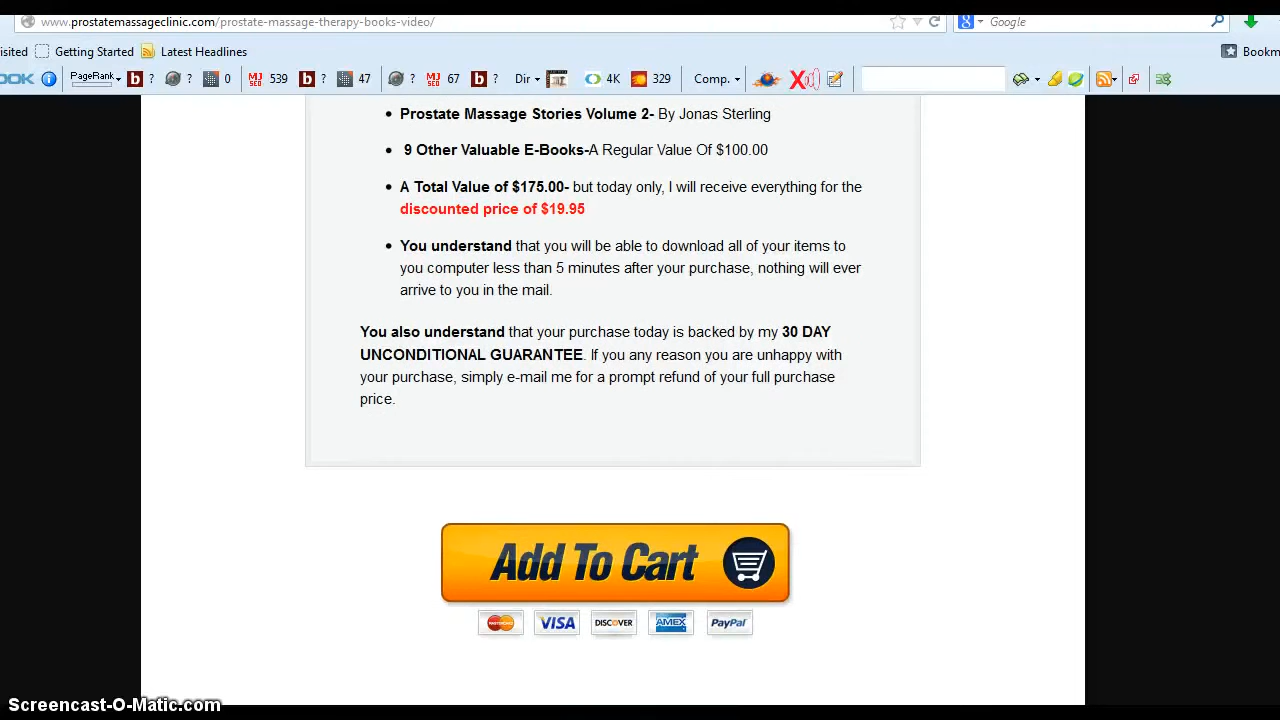 www.prostatemassageclinic.com/prostate-massage-therapy-books-video/
Google
isited Getting Started Latest Headlines Bookm
OOK PageRank ? ? 0 MJ SEO 539 ? 47 ? MJ SEO 67 ? Dir 4K 329 Comp.
Prostate Massage Stories Volume 2- By Jonas Sterling
9 Other Valuable E-Books-A Regular Value Of $100.00
A Total Value of $175.00- but today only, I will receive everything for the
discounted price of $19.95
You understand that you will be able to download all of your items to
you computer less than 5 minutes after your purchase, nothing will ever
arrive to you in the mail.
You also understand that your purchase today is backed by my 30 DAY
UNCONDITIONAL GUARANTEE. If you any reason you are unhappy with
your purchase, simply e-mail me for a prompt refund of your full purchase
price.
Add To Cart
MasterCard VISA DISCOVER AMEX PayPal
Screencast-O-Matic.com